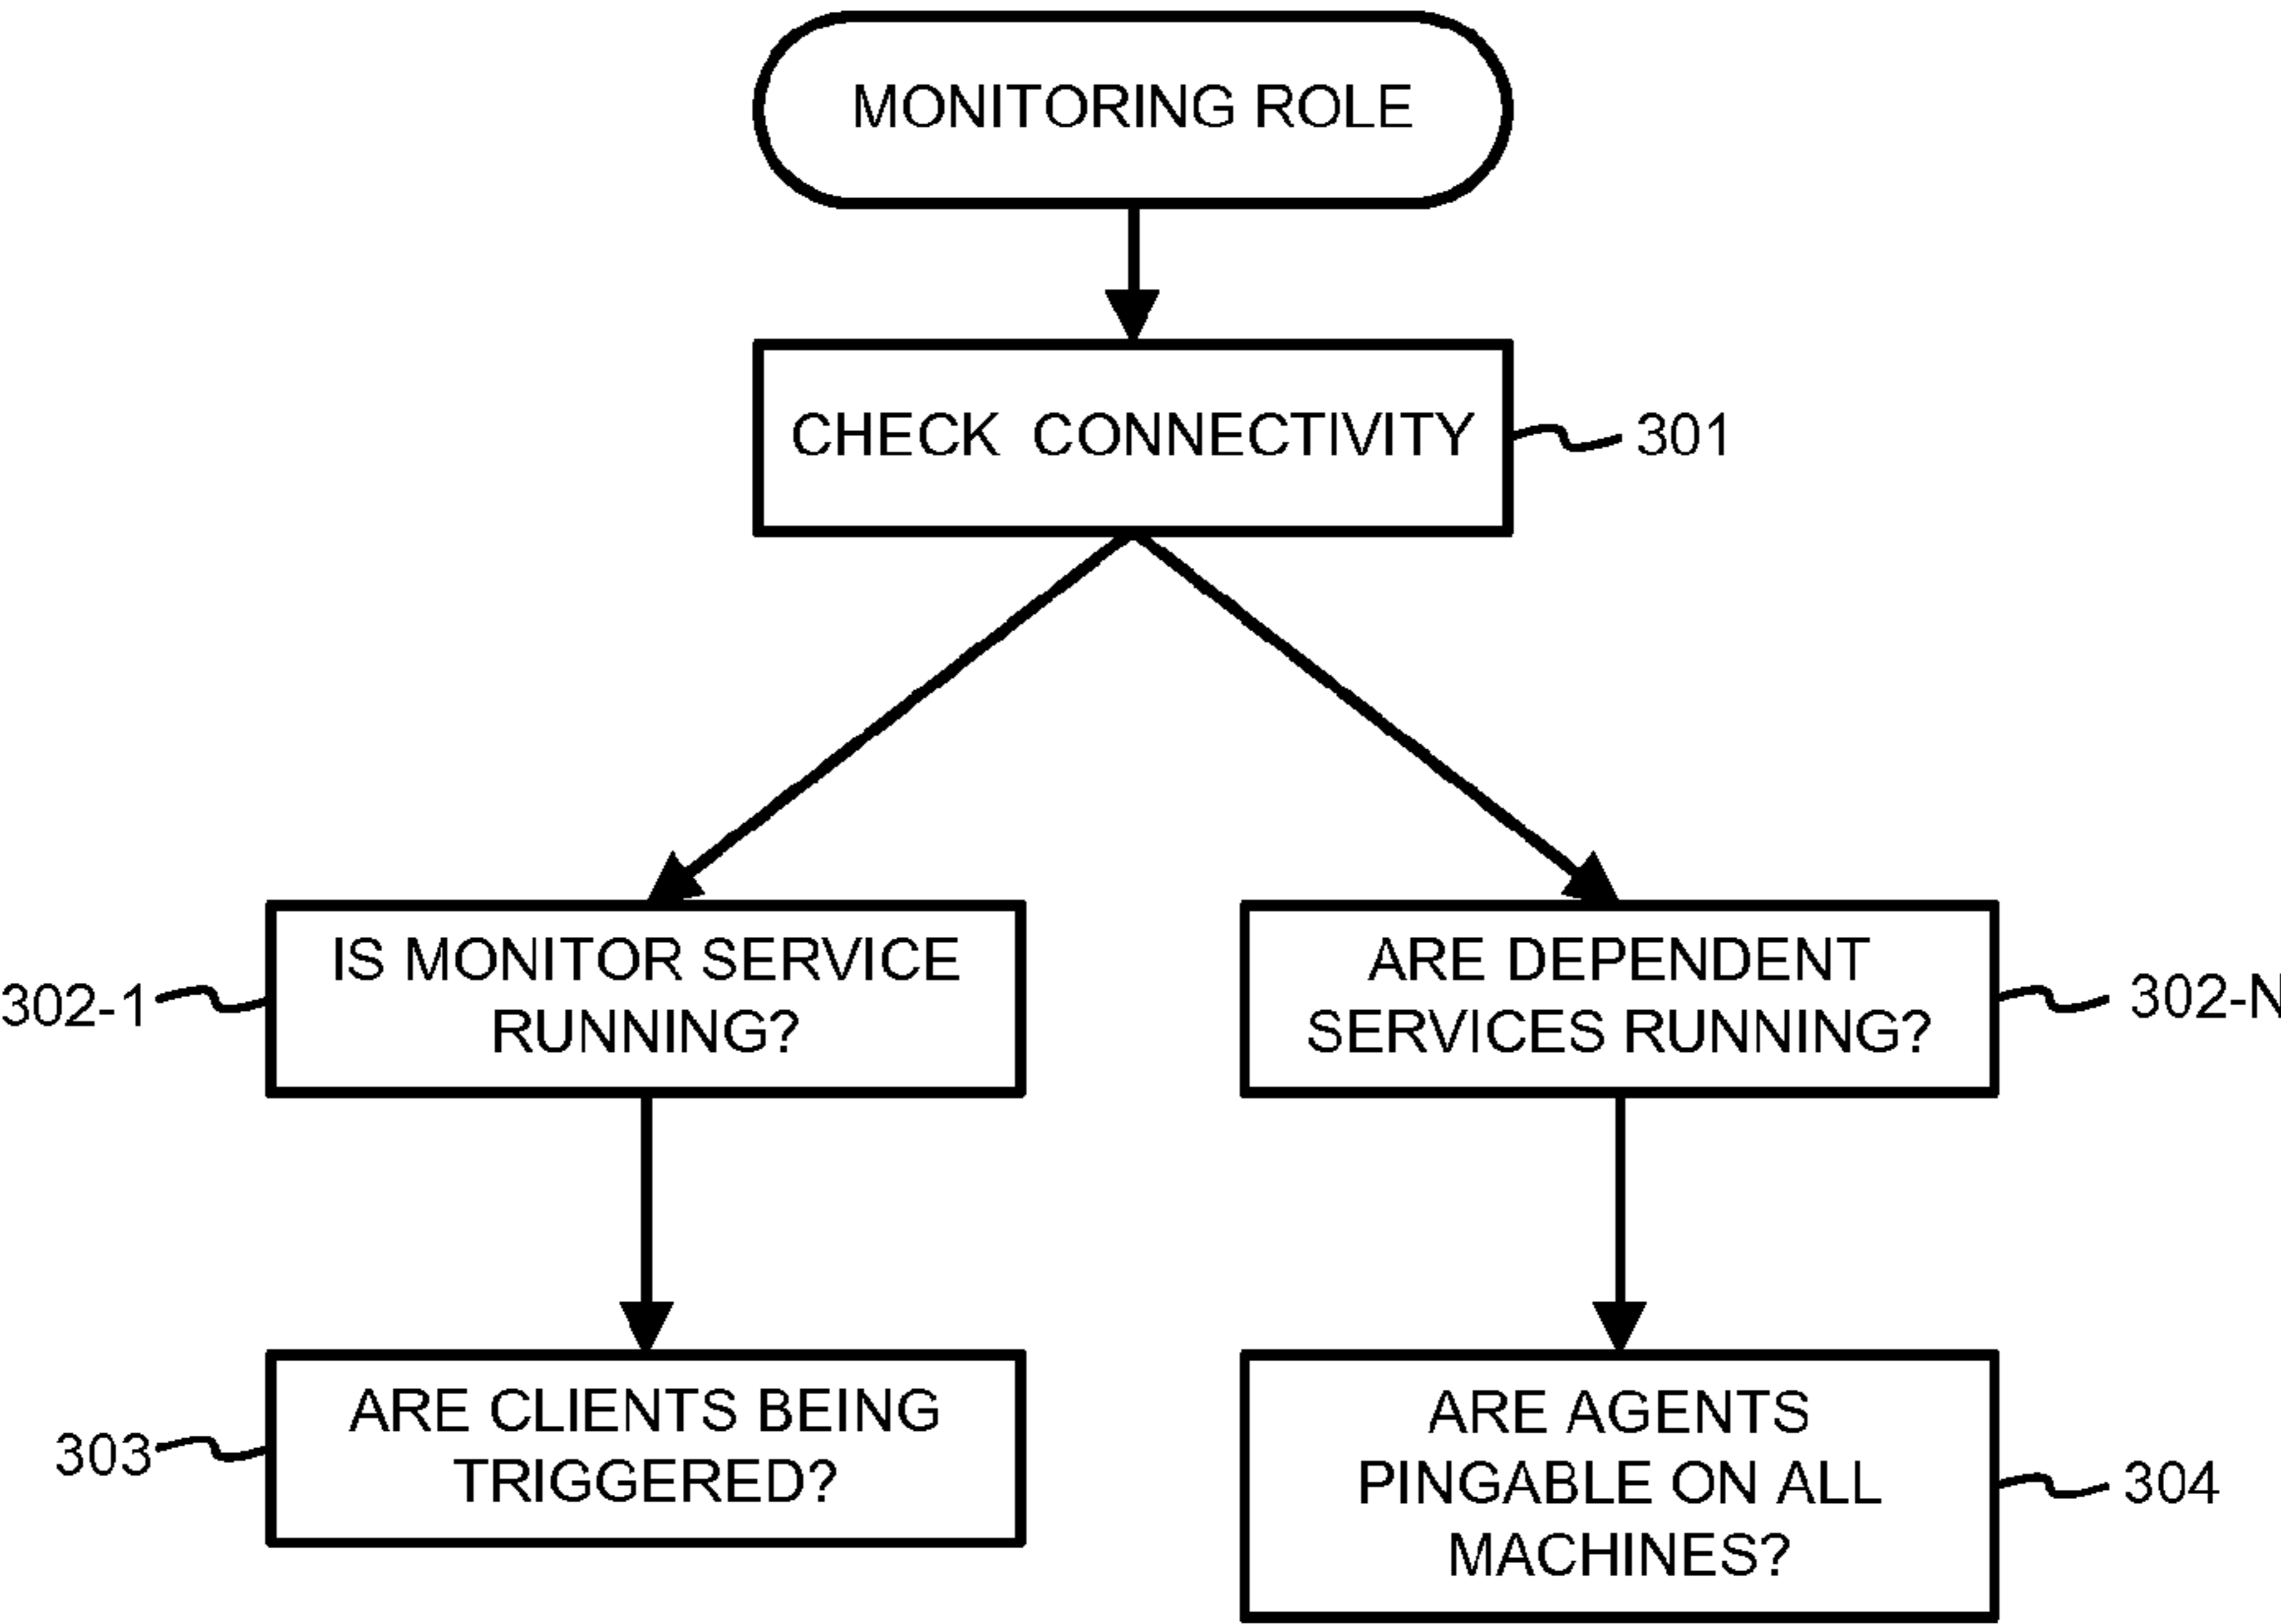 MONITORING ROLE
CHECK CONNECTIVITY
301
IS MONITOR SERVICE
RUNNING?
302-1
ARE DEPENDENT
SERVICES RUNNING?
302-N
ARE CLIENTS BEING
TRIGGERED?
303
ARE AGENTS
PINGABLE ON ALL
MACHINES?
304